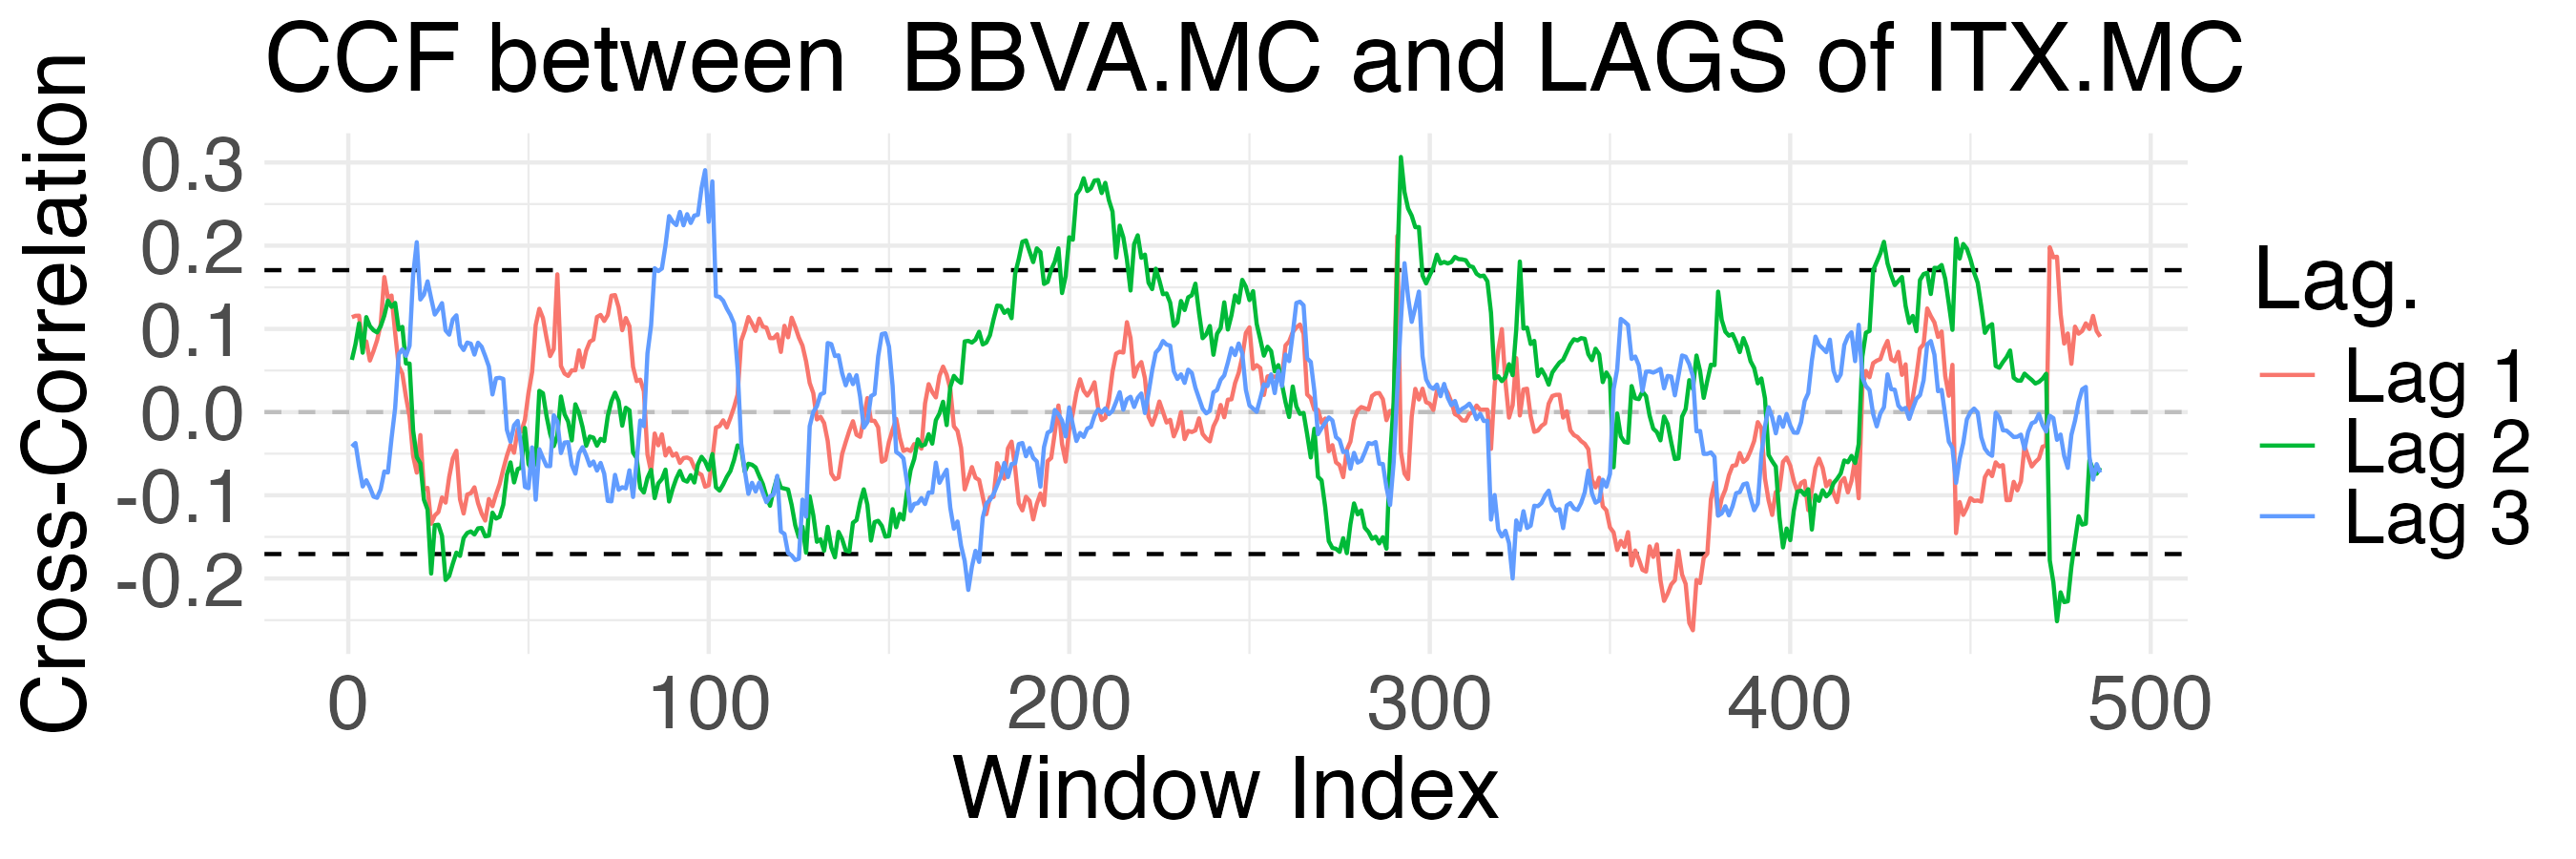 CCF between  BBVA.MC and LAGS of ITX.MC
Cross-Correlation
0.3
0.2
0.1
0.0
-0.1
-0.2
0 100 200 300 400 500
Window Index
Lag.
Lag 1
Lag 2
Lag 3